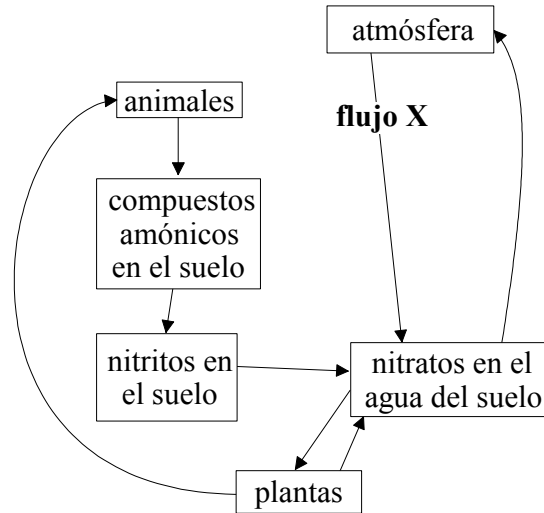 atmósfera
animales
flujo X
compuestos
amónicos
en el suelo
nitritos en
el suelo
nitratos en el
agua del suelo
plantas